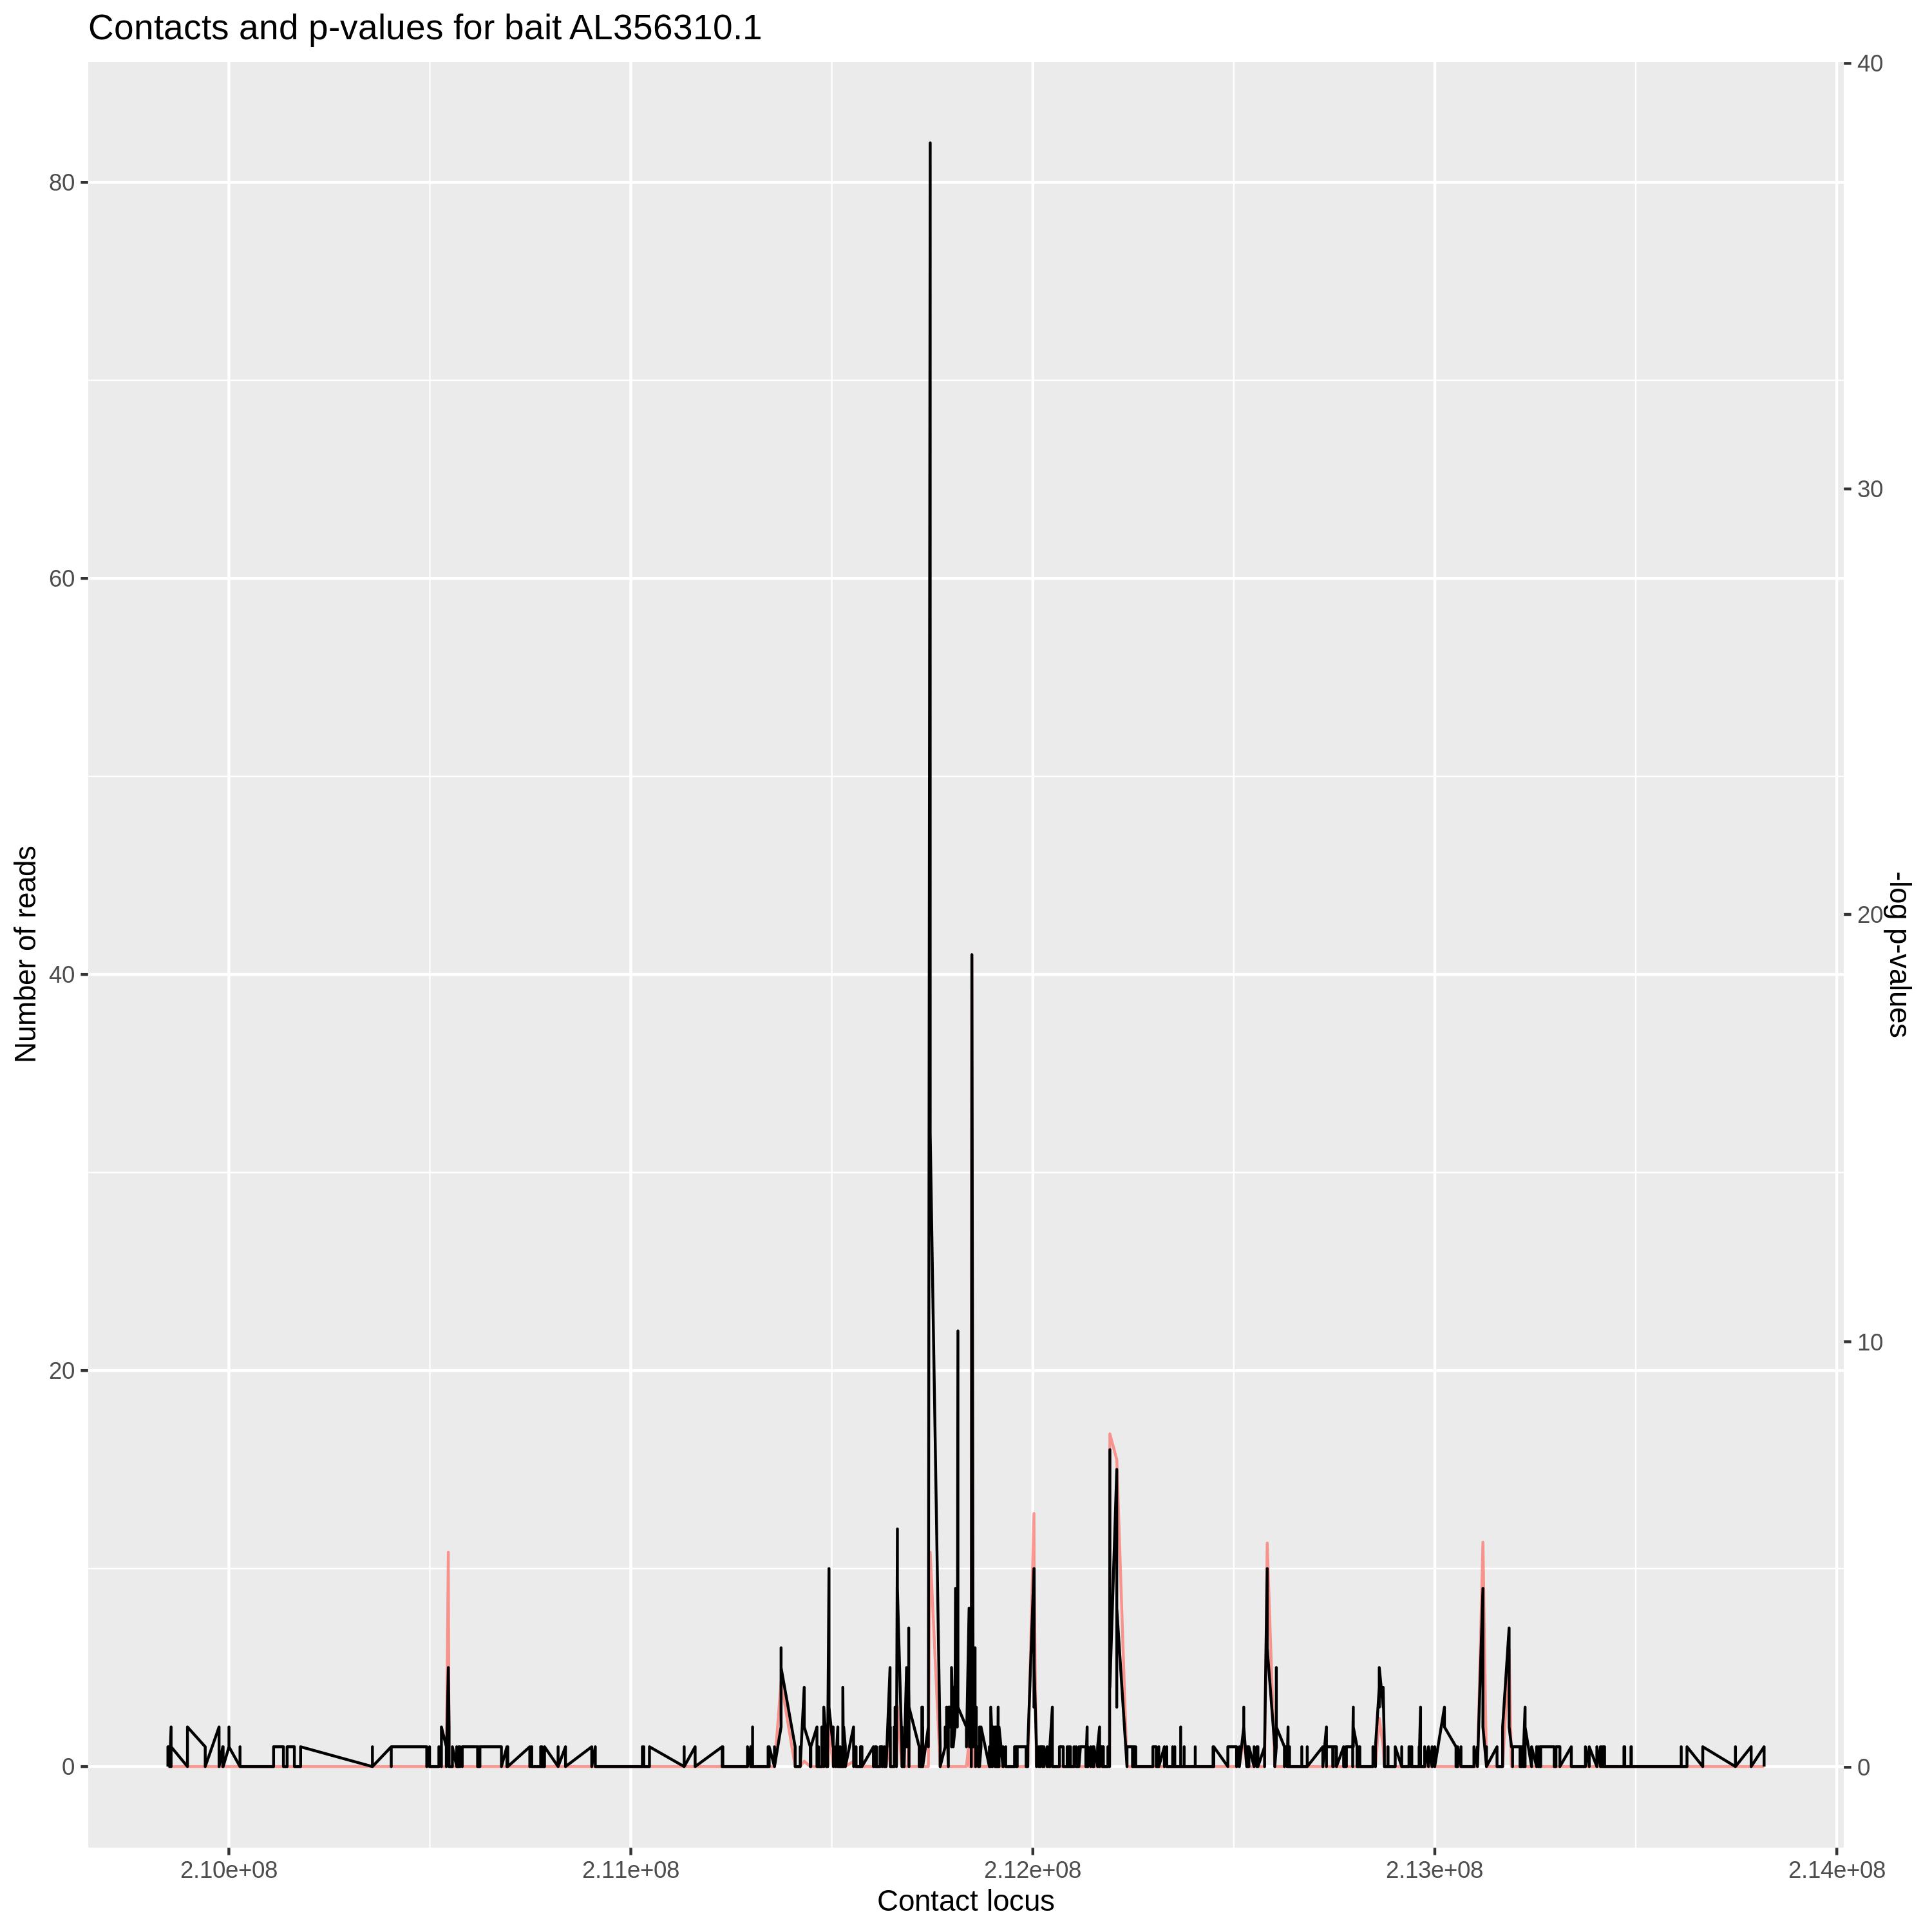 Contacts and p-values for bait AL356310.1
40
80
30
60
Number of reads
-log p-values
20
40
10
20
0
0
2.10e+08
2.11e+08
2.12e+08
2.13e+08
2.14e+08
Contact locus